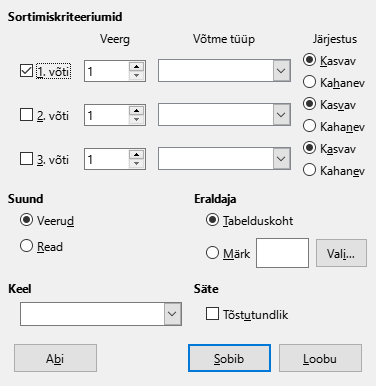 Sortimiskriteeriumid
Veerg Võtme tüüp Järjestus
1. võti 1 Kasvav
Kahanev
2. võti 1 Kasvav
Kahanev
3. võti 1 Kasvav
Kahanev
Suund Eraldaja
Veerud Tabelduskoht
Read Märk Vali...
Keel Säte
Tõstutundlik
Abi Sobib Loobu